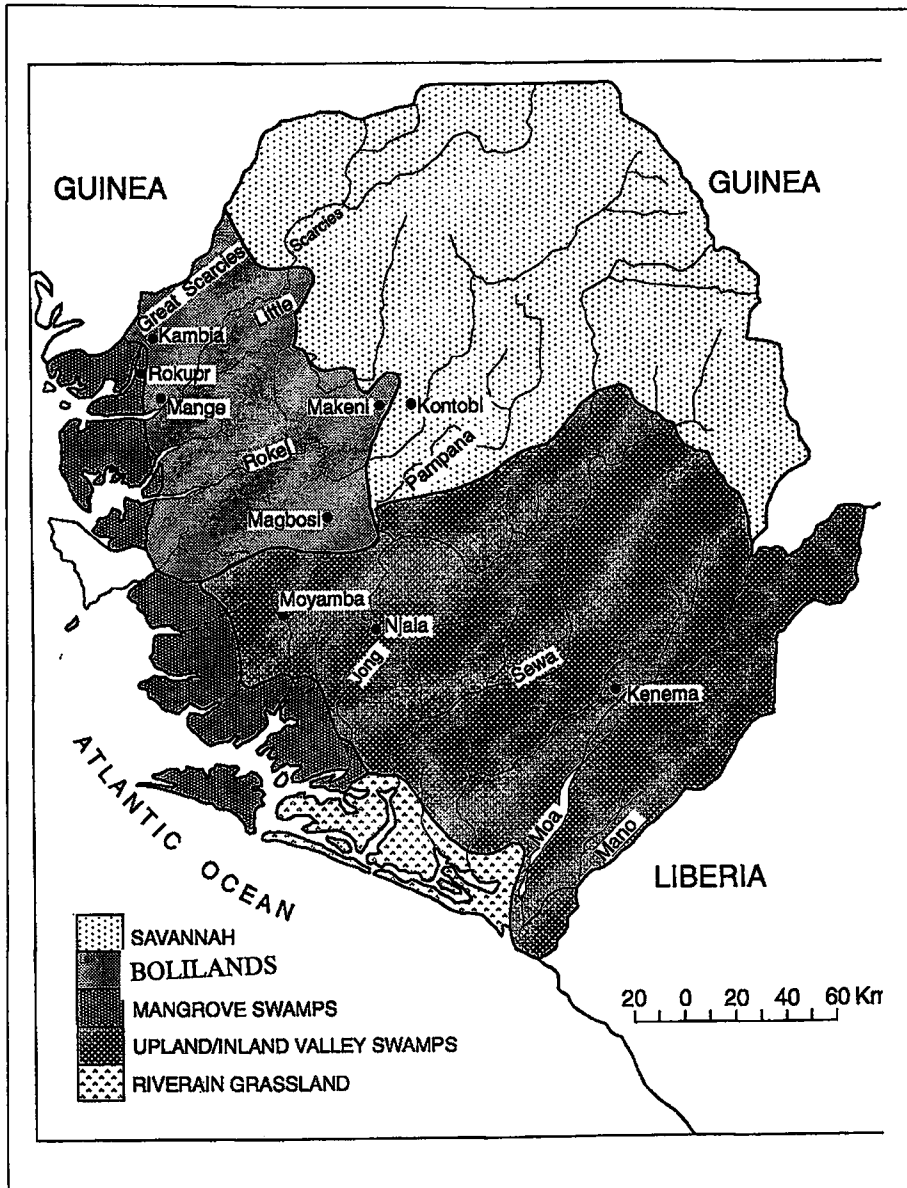 GUINEA
GUINEA
Scarcies
Great Scarcies
Little
Kambia
Rokupr
Mange
Makeni
Kontobi
Rokel
Pampana
Magbosi
Moyamba
Njala
Jong
Sewa
Kenema
Moa
Mano
ATLANTIC OCEAN
LIBERIA
SAVANNAH
BOLILANDS
MANGROVE SWAMPS
UPLAND/INLAND VALLEY SWAMPS
RIVERAIN GRASSLAND
20 0 20 40 60 Km